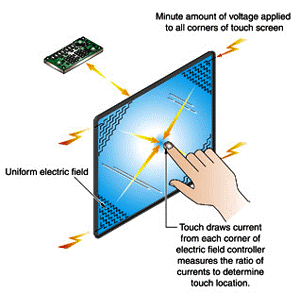 Minute amount of voltage applied
to all corners of touch screen
Uniform electric field
Touch draws current
from each corner of
electric field controller
measures the ratio of
currents to determine
touch location.